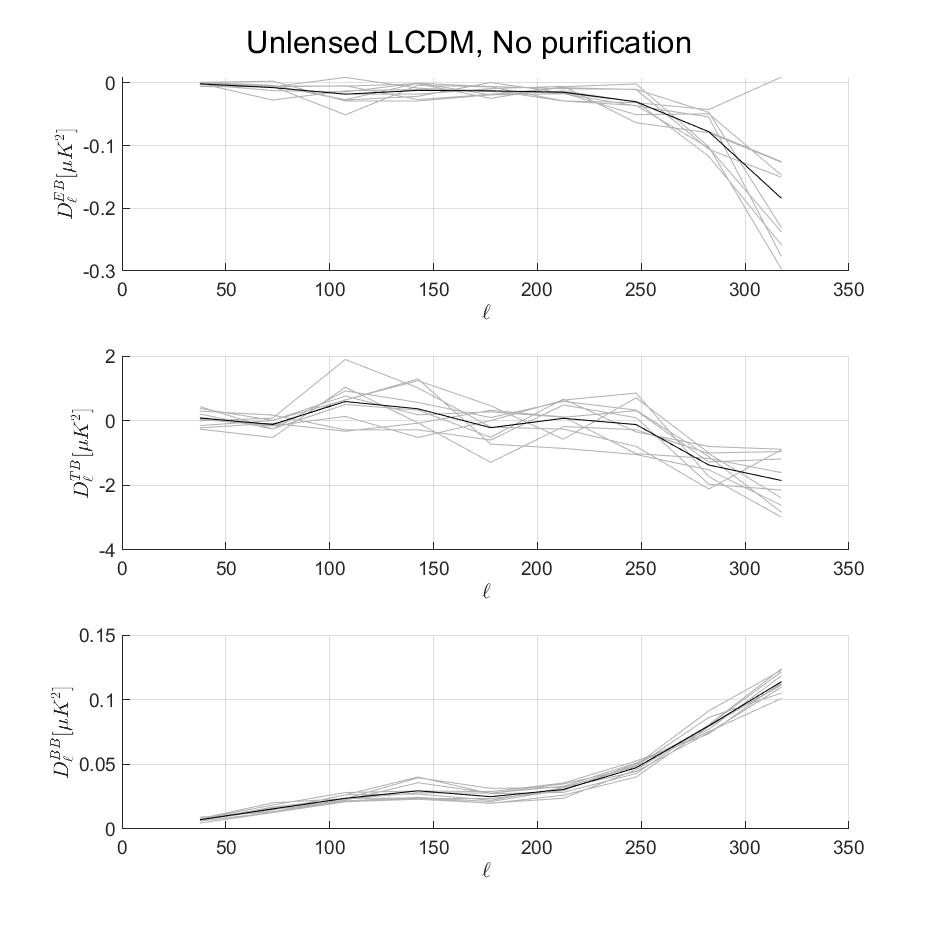 Unlensed LCDM, No purification
0
-0.1
-0.2
-0.3
D_ℓ^{EB}[μK^2]
0 50 100 150 200 250 300 350
ℓ
2
0
-2
-4
D_ℓ^{TB}[μK^2]
0 50 100 150 200 250 300 350
ℓ
0.15
0.1
0.05
0
D_ℓ^{BB}[μK^2]
0 50 100 150 200 250 300 350
ℓ